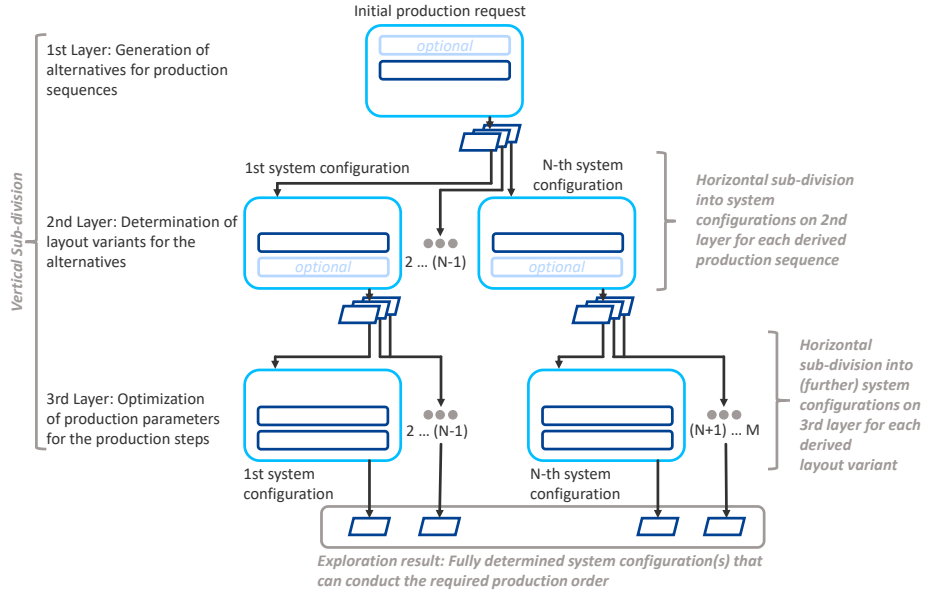 Initial production request
optional
1st Layer: Generation of
alternatives for production
sequences
1st system configuration
N-th system
configuration
Horizontal sub-division
into system
configurations on 2nd
layer for each derived
production sequence
Vertical Sub-division
2nd Layer: Determination of
layout variants for the
alternatives
optional
2 ... (N-1)
optional
Horizontal
sub-division into
(further) system
configurations on
3rd layer for each
derived
layout variant
3rd Layer: Optimization
of production parameters
for the production steps
2 ... (N-1)
(N+1) ... M
1st system
configuration
N-th system
configuration
Exploration result: Fully determined system configuration(s) that
can conduct the required production order